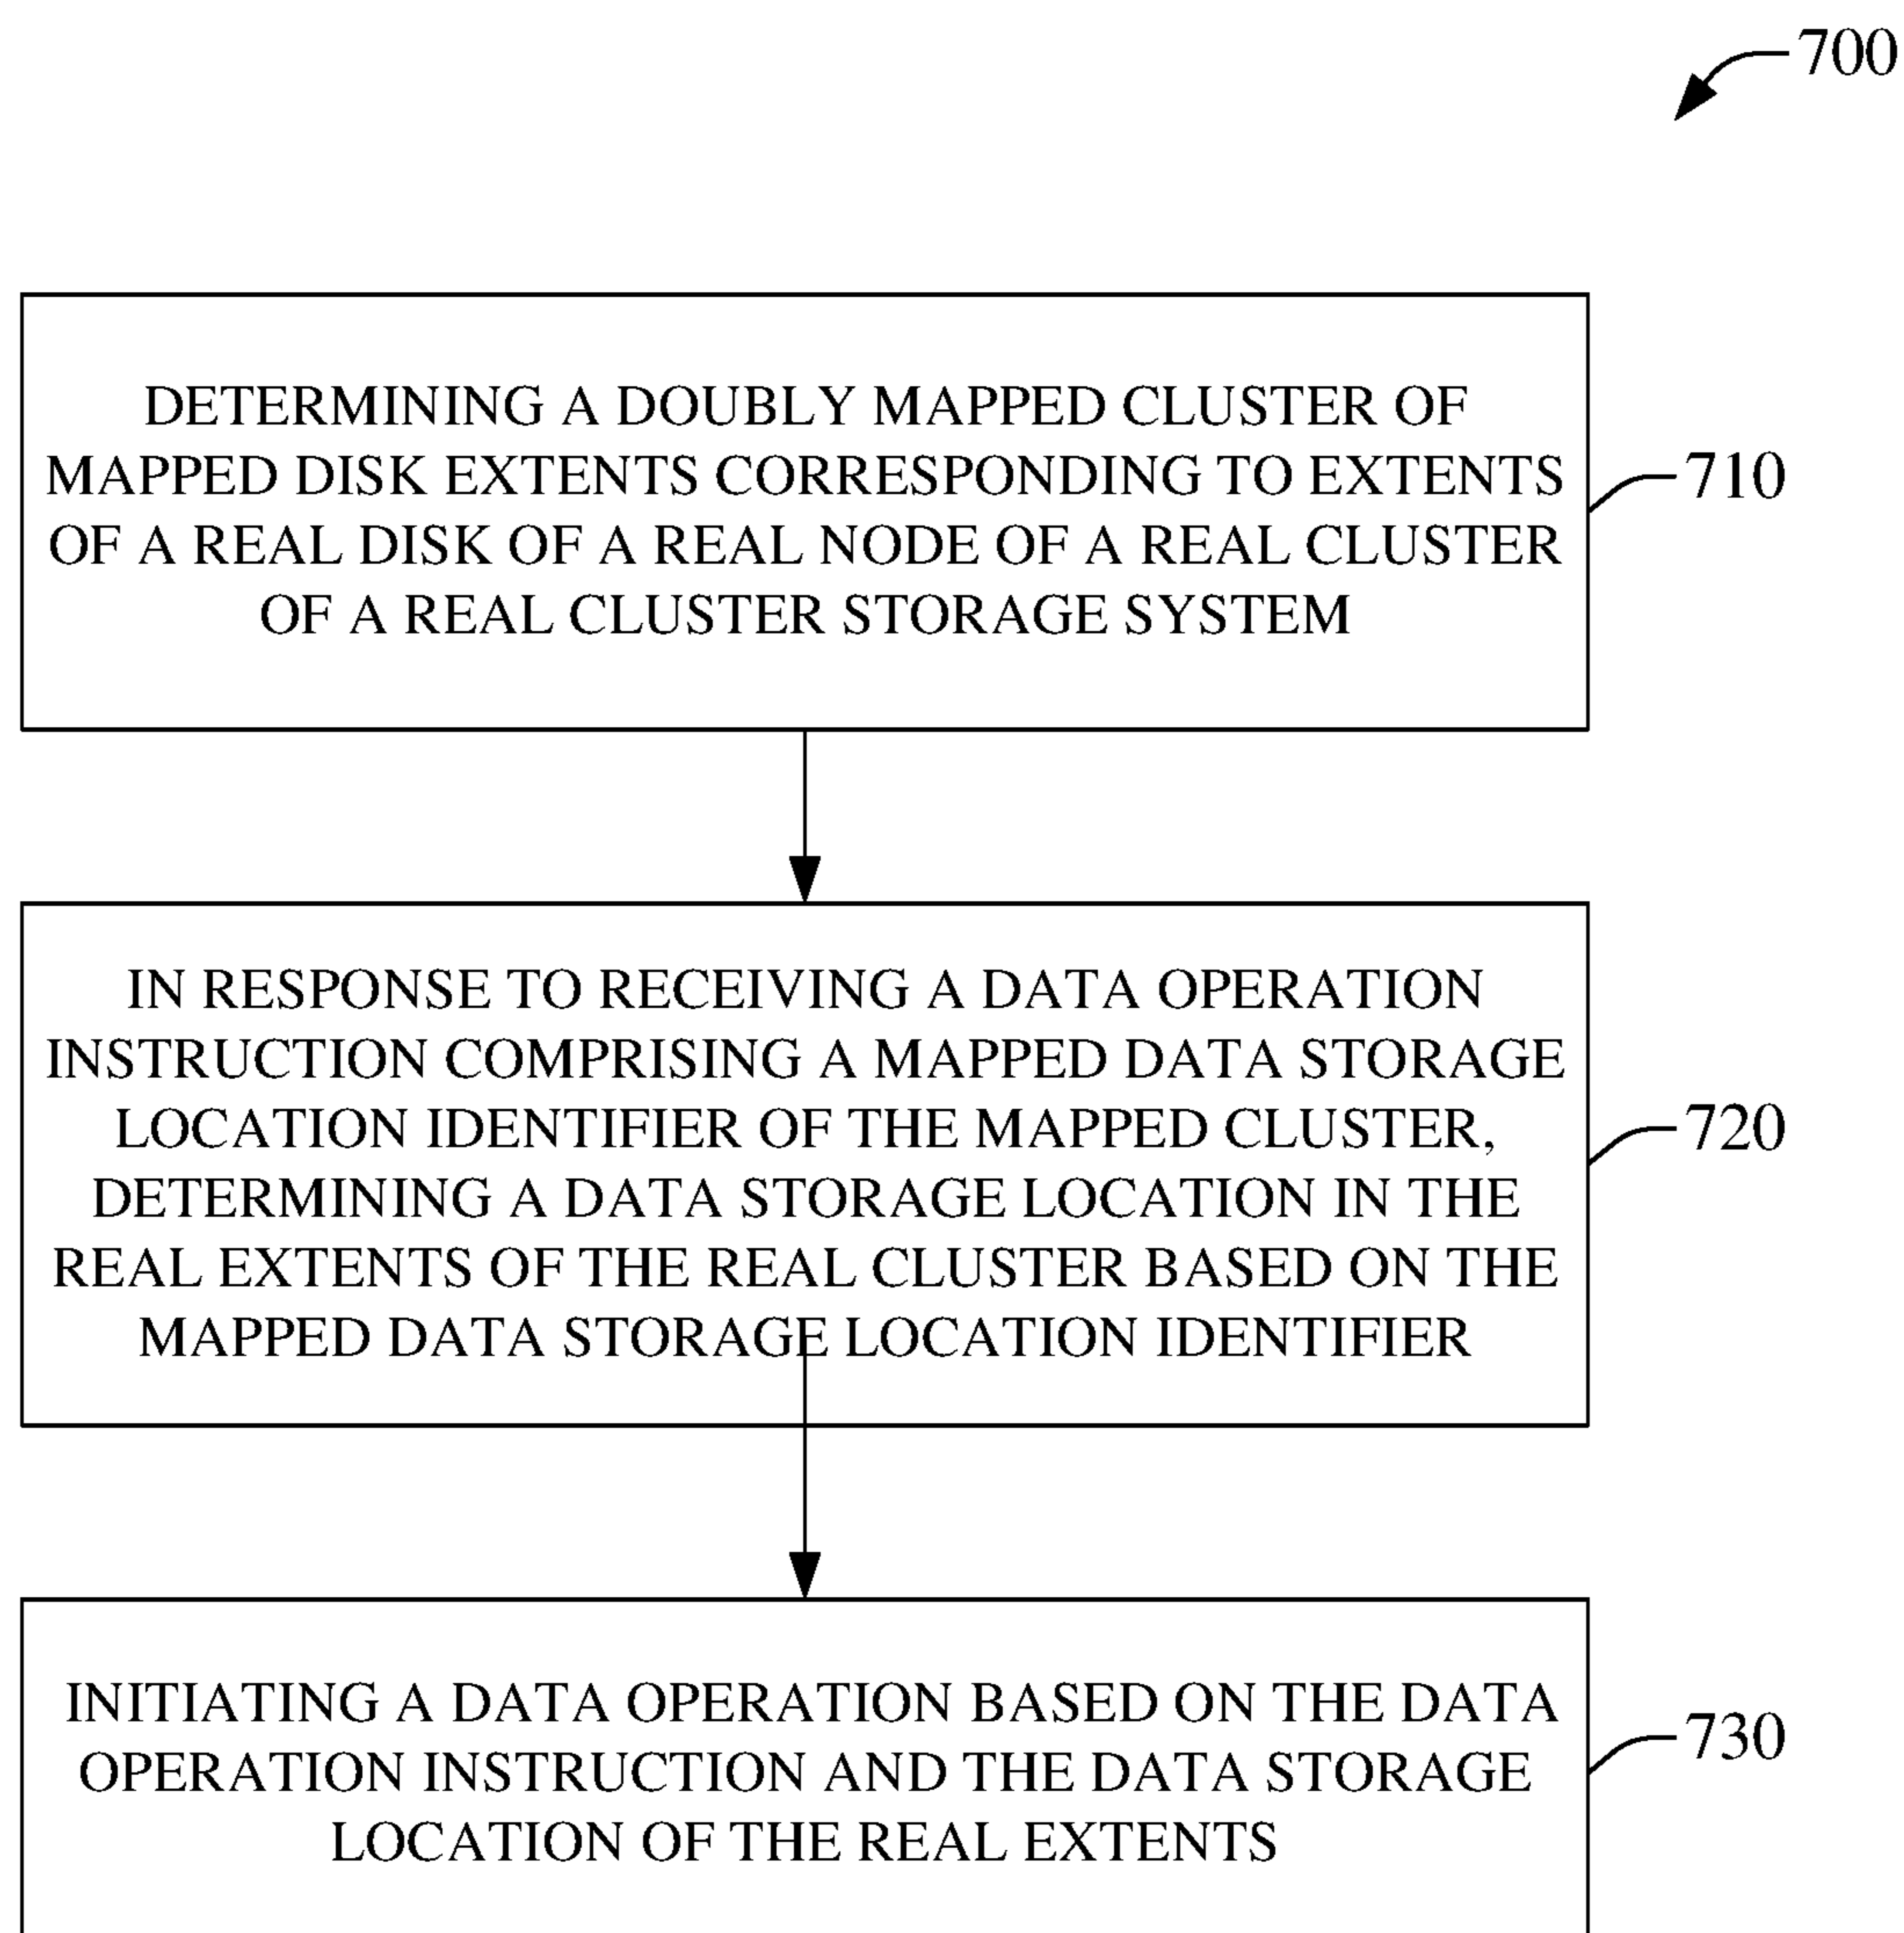 700
DETERMINING A DOUBLY MAPPED CLUSTER OF
MAPPED DISK EXTENTS CORRESPONDING TO EXTENTS
OF A REAL DISK OF A REAL NODE OF A REAL CLUSTER
OF A REAL CLUSTER STORAGE SYSTEM
710
IN RESPONSE TO RECEIVING A DATA OPERATION
INSTRUCTION COMPRISING A MAPPED DATA STORAGE
LOCATION IDENTIFIER OF THE MAPPED CLUSTER,
DETERMINING A DATA STORAGE LOCATION IN THE
REAL EXTENTS OF THE REAL CLUSTER BASED ON THE
MAPPED DATA STORAGE LOCATION IDENTIFIER
720
INITIATING A DATA OPERATION BASED ON THE DATA
OPERATION INSTRUCTION AND THE DATA STORAGE
LOCATION OF THE REAL EXTENTS
730